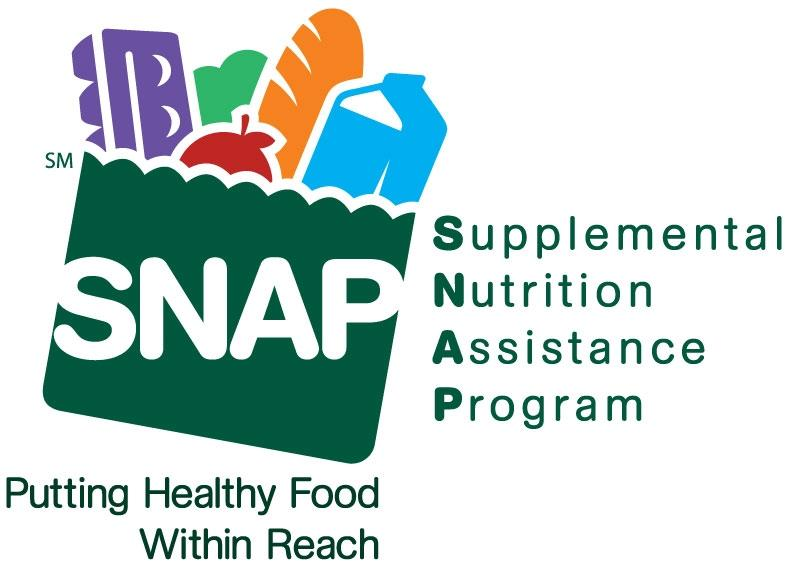 SM
SNAP
Supplemental
Nutrition
Assistance
Program
Putting Healthy Food
Within Reach